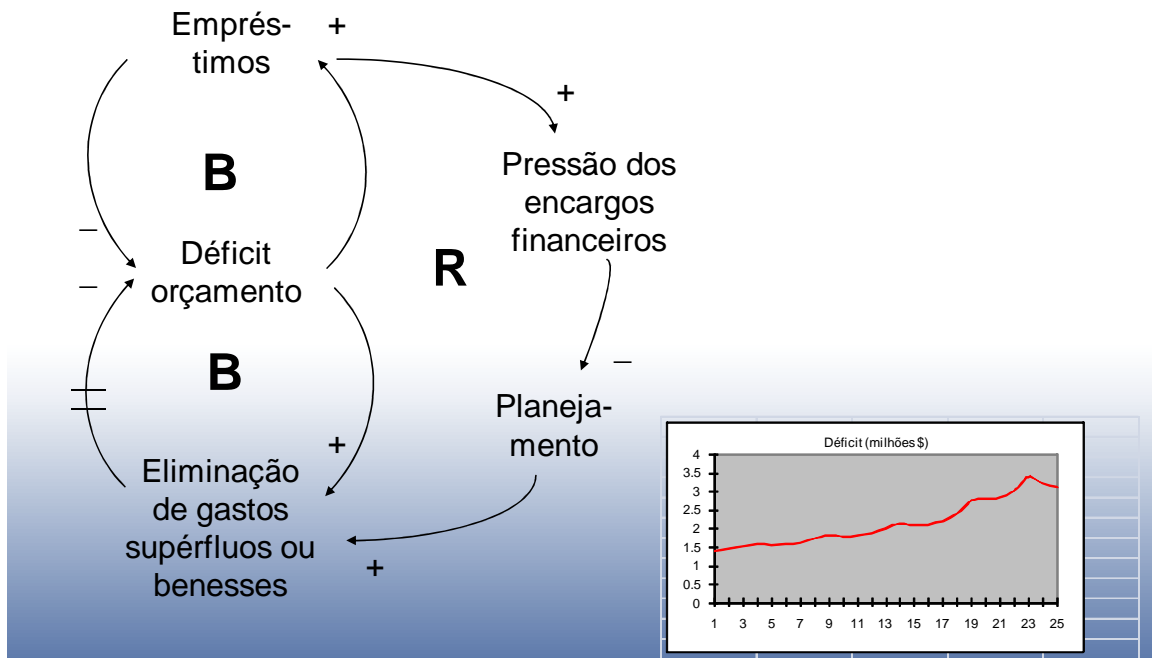 Emprés-
timos
+
+
B
Pressão dos
encargos
financeiros
–
Déficit
orçamento
–
R
B
–
Planeja-
mento
+
Eliminação
de gastos
supérfluos ou
benesses
+
Déficit (milhões $)
4
3.5
3
2.5
2
1.5
1
0.5
0
1 3 5 7 9 11 13 15 17 19 21 23 25